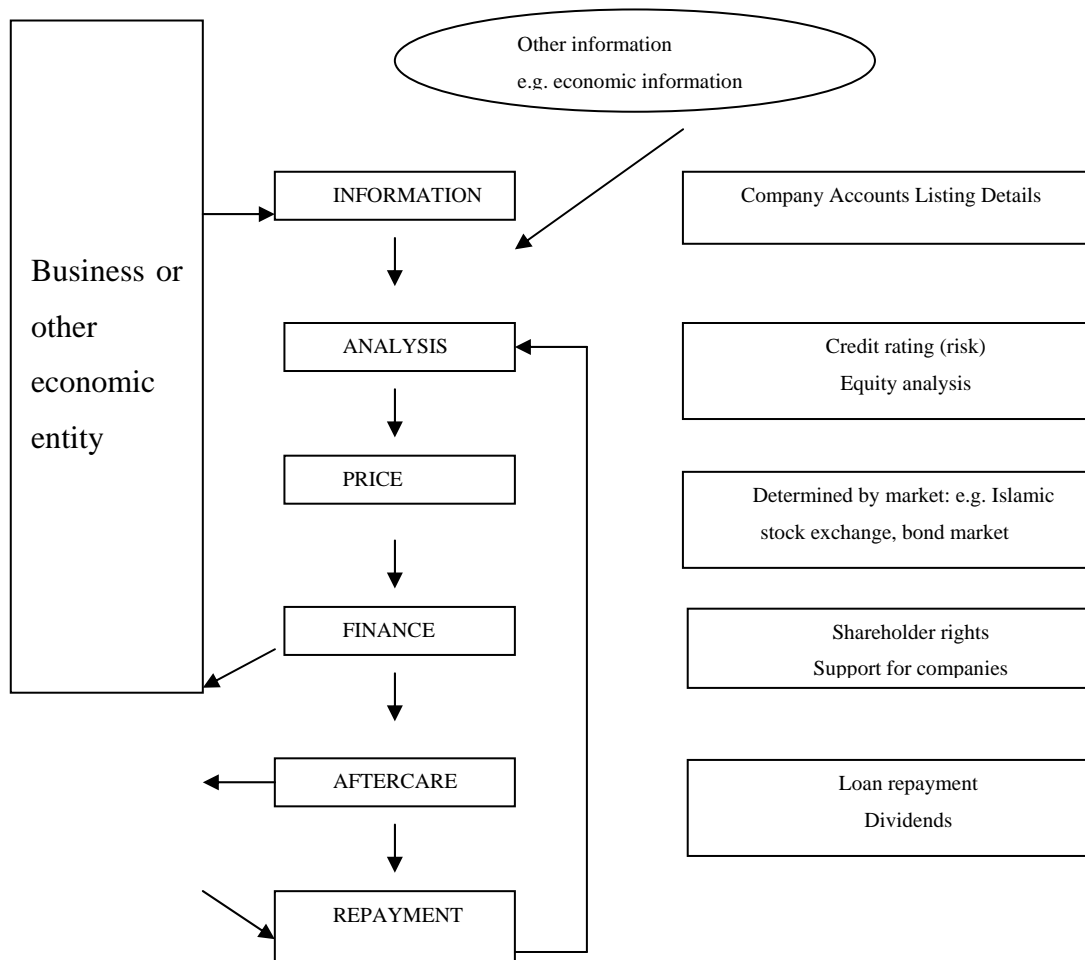 Other information
e.g. economic information
INFORMATION
Company Accounts Listing Details
Business or
other
economic
entity
ANALYSIS
Credit rating (risk)
Equity analysis
PRICE
Determined by market: e.g. Islamic
stock exchange, bond market
FINANCE
Shareholder rights
Support for companies
AFTERCARE
Loan repayment
Dividends
REPAYMENT